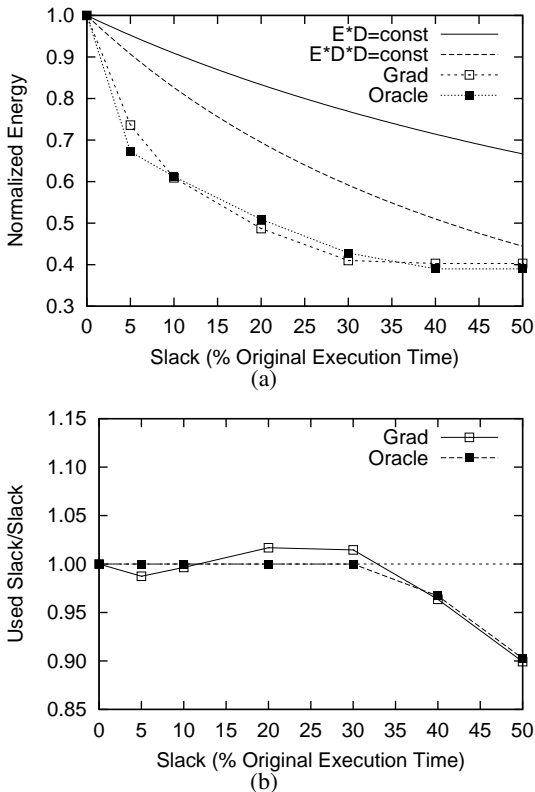 1.0
0.9
0.8
0.7
0.6
0.5
0.4
0.3
Normalized Energy
E*D=const
E*D*D=const
Grad
Oracle
0 5 10 15 20 25 30 35 40 45 50
Slack (% Original Execution Time)
(a)
1.15
1.10
1.05
1.00
0.95
0.90
0.85
Used Slack/Slack
Grad
Oracle
0 5 10 15 20 25 30 35 40 45 50
Slack (% Original Execution Time)
(b)